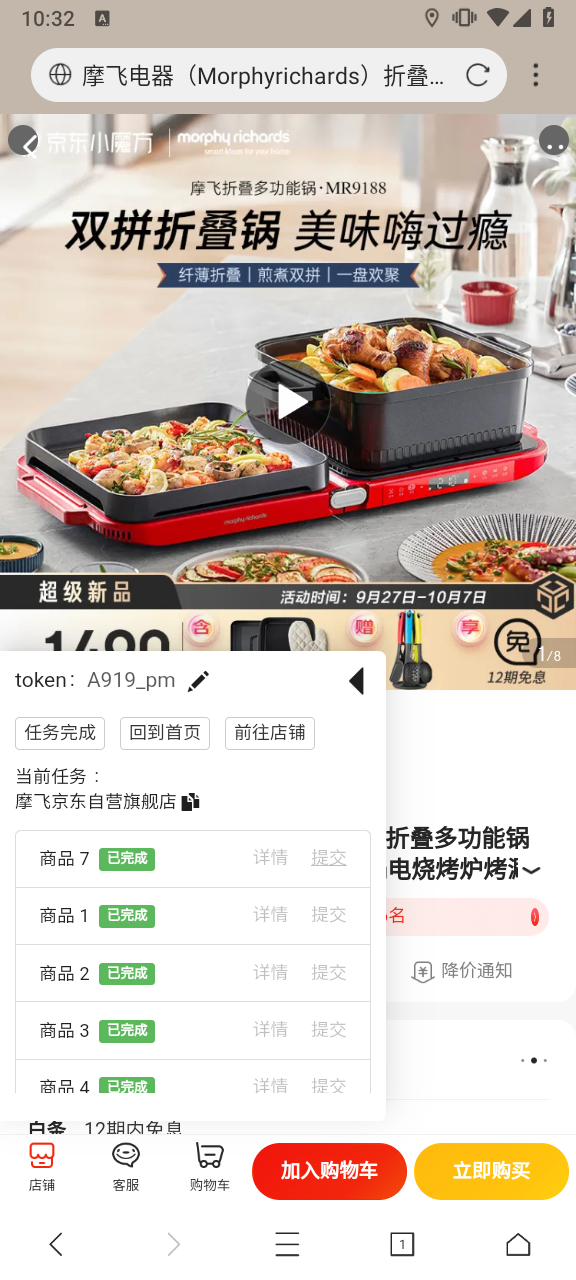 10:32
摩飞电器（Morphyrichards）折叠...
京东小魔方 morphy richards
smart ideas for your home
摩飞折叠多功能锅·MR9188
双拼折叠锅 美味嗨过瘾
纤薄折叠｜煎煮双拼｜一盘欢聚
morphy richards
超级新品
活动时间：9月27日-10月7日
含 赠 享 免
12期免息
1/8
token： A919_pm
任务完成 回到首页 前往店铺
当前任务：
摩飞京东自营旗舰店
商品 7 已完成 详情 提交
折叠多功能锅
电烧烤炉烤
商品 1 已完成 详情 提交
名
商品 2 已完成 详情 提交
降价通知
商品 3 已完成 详情 提交
商品 4 已完成 详情 提交
白条 12期内免息
店铺 客服 购物车 加入购物车 立即购买
1